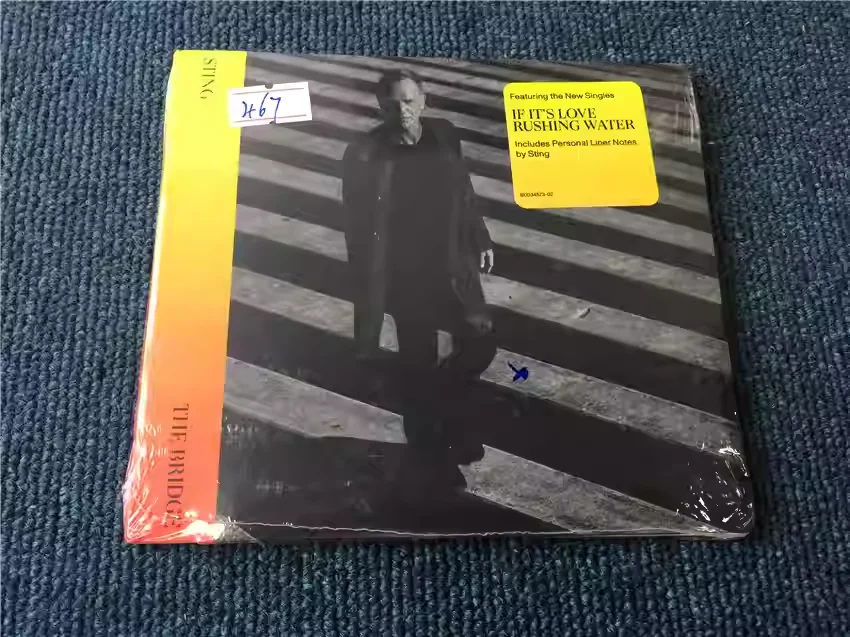 STING
467
Featuring the New Singles
IF IT'S LOVE
RUSHING WATER
Includes Personal Liner Notes
by Sting
THE BRIDGE